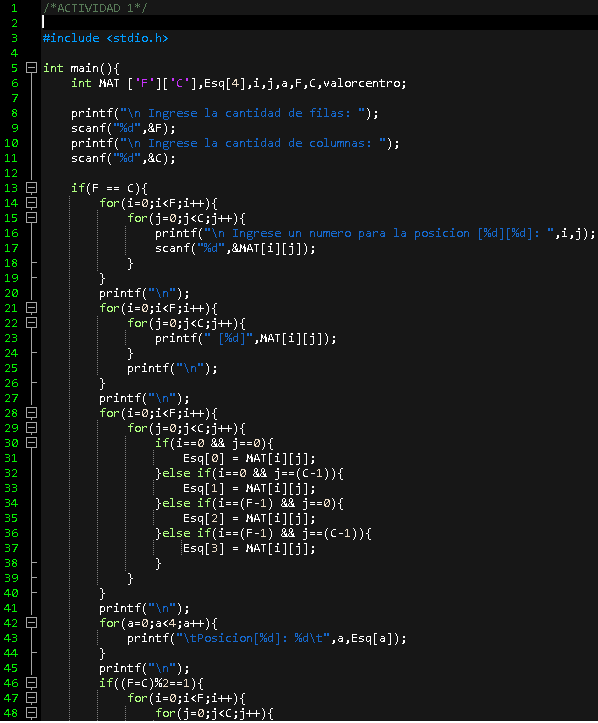 1 /*ACTIVIDAD 1*/
2
3 #include <stdio.h>
4
5 int main(){
6 int MAT ['F']['C'],Esq[4],i,j,a,F,C,valorcentro;
7
8 printf("\n Ingrese la cantidad de filas: ");
9 scanf("%d",&F);
10 printf("\n Ingrese la cantidad de columnas: ");
11 scanf("%d",&C);
12
13 if(F == C){
14 for(i=0;i<F;i++){
15 for(j=0;j<C;j++){
16 printf("\n Ingrese un numero para la posicion [%d][%d]: ",i,j);
17 scanf("%d",&MAT[i][j]);
18 }
19 }
20 printf("\n");
21 for(i=0;i<F;i++){
22 for(j=0;j<C;j++){
23 printf(" [%d]",MAT[i][j]);
24 }
25 printf("\n");
26 }
27 printf("\n");
28 for(i=0;i<F;i++){
29 for(j=0;j<C;j++){
30 if(i==0 && j==0){
31 Esq[0] = MAT[i][j];
32 }else if(i==0 && j==(C-1)){
33 Esq[1] = MAT[i][j];
34 }else if(i==(F-1) && j==0){
35 Esq[2] = MAT[i][j];
36 }else if(i==(F-1) && j==(C-1)){
37 Esq[3] = MAT[i][j];
38 }
39 }
40 }
41 printf("\n");
42 for(a=0;a<4;a++){
43 printf("\tPosicion[%d]: %d\t",a,Esq[a]);
44 }
45 printf("\n");
46 if((F=C)%2==1){
47 for(i=0;i<F;i++){
48 for(j=0;j<C;j++){